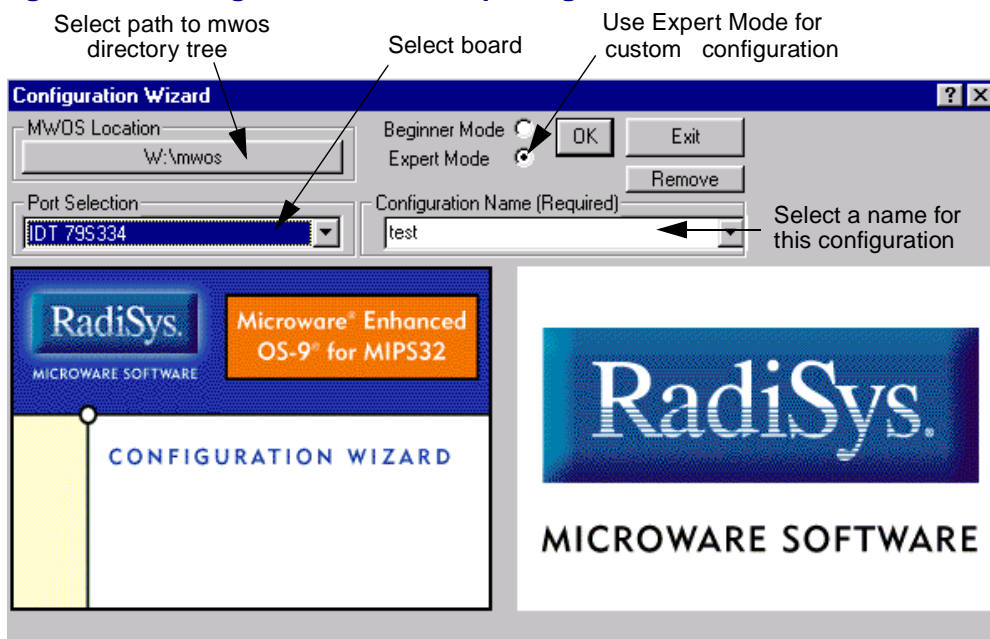 Select path to mwos
directory tree
Select board
Use Expert Mode for
custom configuration
Configuration Wizard
MWOS Location
W:\mwos
Beginner Mode
Expert Mode
OK
Exit
Remove
Port Selection
IDT 79S334
Configuration Name (Required)
test
Select a name for
this configuration
RadiSys.
MICROWARE SOFTWARE
Microware® Enhanced
OS-9® for MIPS32
CONFIGURATION WIZARD
RadiSys.®
MICROWARE SOFTWARE